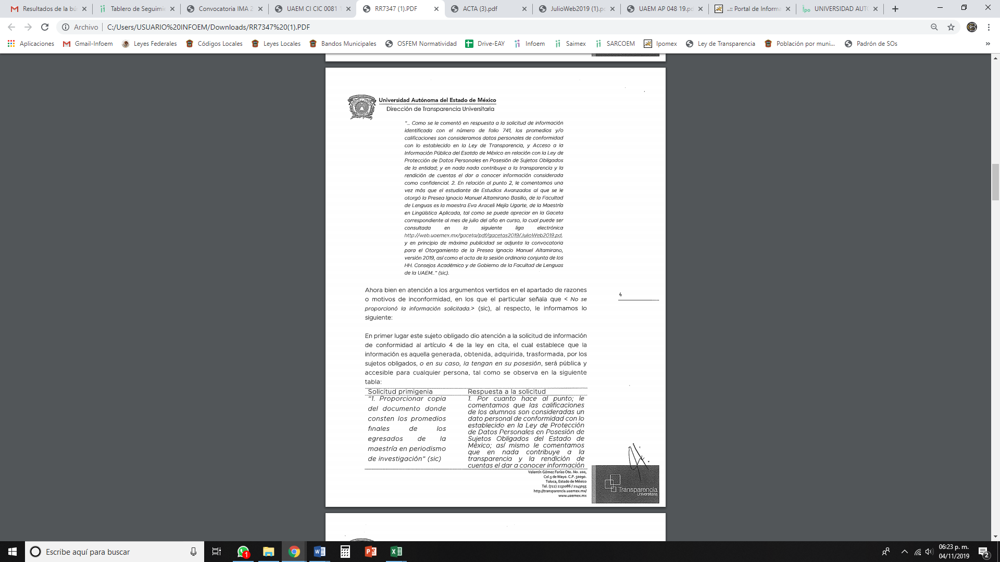 Resultados de la bú
Tablero de Seguimie
Convocatoria IMA 2
UAEM CI CIC 0081 1
RR7347 (1).PDF
ACTA (3).pdf
JulioWeb2019 (1).pd
UAEM AP 048 19.pd
..:: Portal de Informa
UNIVERSIDAD AUTÓ
Archivo
C:/Users/USUARIO%20INFOEM/Downloads/RR7347%20(1).PDF
Aplicaciones
Gmail-Infoem
Leyes Federales
Códigos Locales
Leyes Locales
Bandos Municipales
OSFEM Normatividad
Drive-EAY
Infoem
Saimex
SARCOEM
Ipomex
Ley de Transparencia
Población por muni...
Padrón de SOs
»
Universidad Autónoma del Estado de México
Dirección de Transparencia Universitaria
"... Como se le comentó en respuesta a la solicitud de información
identificada con el número de folio 741, los promedios y/o
calificaciones son consideramos datos personales de conformidad
con lo establecido en la Ley de Transparencia, y Acceso a la
Información Pública del Esatdo de México en relación con la Ley de
Protección de Datos Personales en Posesión de Sujetos Obligados
de la entidad; y en nada nada contribuye a la transparencia y la
rendición de cuentas el dar a conocer información considerada
como confidencial. 2. En relación al punto 2, le comentamos una
vez más que el estudiante de Estudios Avanzados al que se le
otorgó la Presea Ignacio Manuel Altamirano Basilio, de la Facultad
de Lenguas es la maestra Eva Araceli Mejía Ugarte, de la Maestría
en Lingüística Aplicada, tal como se puede apreciar en la Gaceta
correspondiente al mes de julio del año en curso, la cual puede ser
consultada en la siguiente liga electrónica
http://web.uaemex.mx/gaceta/pdf/gacetas2019/JulioWeb2019.pd,
y en principio de máxima publicidad se adjunta la convocatoria
para el Otorgamiento de la Presea Ignacio Manuel Altamirano,
versión 2019, así como el acta de la sesión ordinaria conjunta de los
HH. Consejos Académico y de Gobierno de la Facultad de Lenguas
de la UAEM.." (sic).
Ahora bien en atención a los argumentos vertidos en el apartado de razones
o motivos de inconformidad, en los que el particular señala que < No se
proporcionó la información solicitada.> (sic), al respecto, le informamos lo
siguiente:
4
En primer lugar este sujeto obligado dio atención a la solicitud de información
de conformidad al artículo 4 de la ley en cita, el cual establece que la
información es aquella generada, obtenida, adquirida, trasformada, por los
sujetos obligados, o en su caso, la tengan en su posesión, será pública y
accesible para cualquier persona, tal como se observa en la siguiente
tabla:
Solicitud primigenia
"1. Proporcionar copia
del documento donde
consten los promedios
finales de los
egresados de la
maestría en periodismo
de investigación" (sic)
Respuesta a la solicitud
1. Por cuanto hace al punto; le
comentamos que las calificaciones
de los alumnos son consideradas un
dato personal de conformidad con lo
establecido en la Ley de Protección
de Datos Personales en Posesión de
Sujetos Obligados del Estado de
México; así mismo le comentamos
que en nada contribuye a la
transparencia y la rendición de
cuentas el dar a conocer información
Valentín Gómez Farías Ote. No. 200,
Col.5 de Mayo. C.P. 50090.
Toluca, Estado de México
Tel. (722) 2131086 / 2143055
http://transparencia.uaemex.mx/
www.uaemex.mx
Transparencia
Universitaria
Escribe aquí para buscar
1
06:23 p. m.
04/11/2019
2